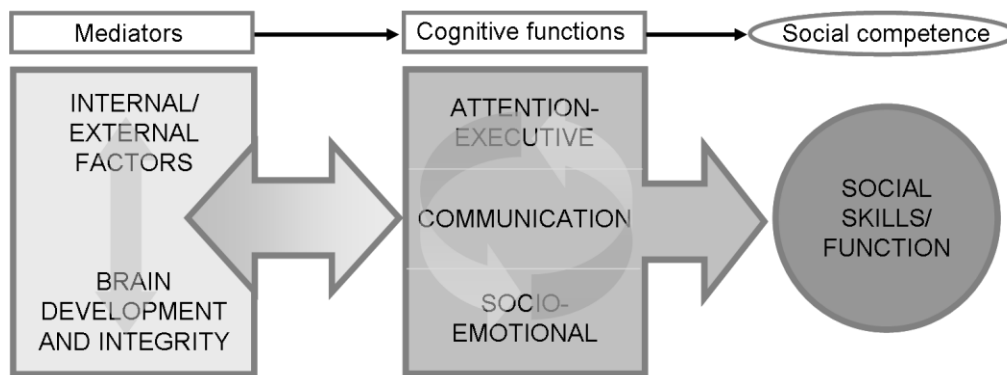 Mediators
Cognitive functions
Social competence
INTERNAL/
EXTERNAL
FACTORS
BRAIN
DEVELOPMENT
AND INTEGRITY
ATTENTION-
EXECUTIVE
COMMUNICATION
SOCIO-
EMOTIONAL
SOCIAL
SKILLS/
FUNCTION